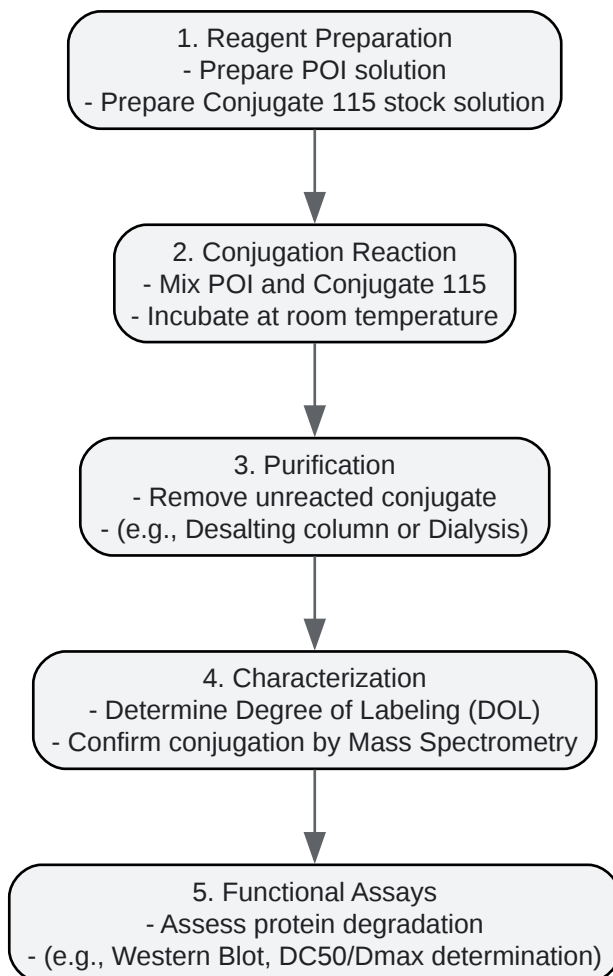 1. Reagent Preparation
- Prepare POI solution
- Prepare Conjugate 115 stock solution
2. Conjugation Reaction
- Mix POI and Conjugate 115
- Incubate at room temperature
3. Purification
- Remove unreacted conjugate
- (e.g., Desalting column or Dialysis)
4. Characterization
- Determine Degree of Labeling (DOL)
- Confirm conjugation by Mass Spectrometry
5. Functional Assays
- Assess protein degradation
- (e.g., Western Blot, DC50/Dmax determination)